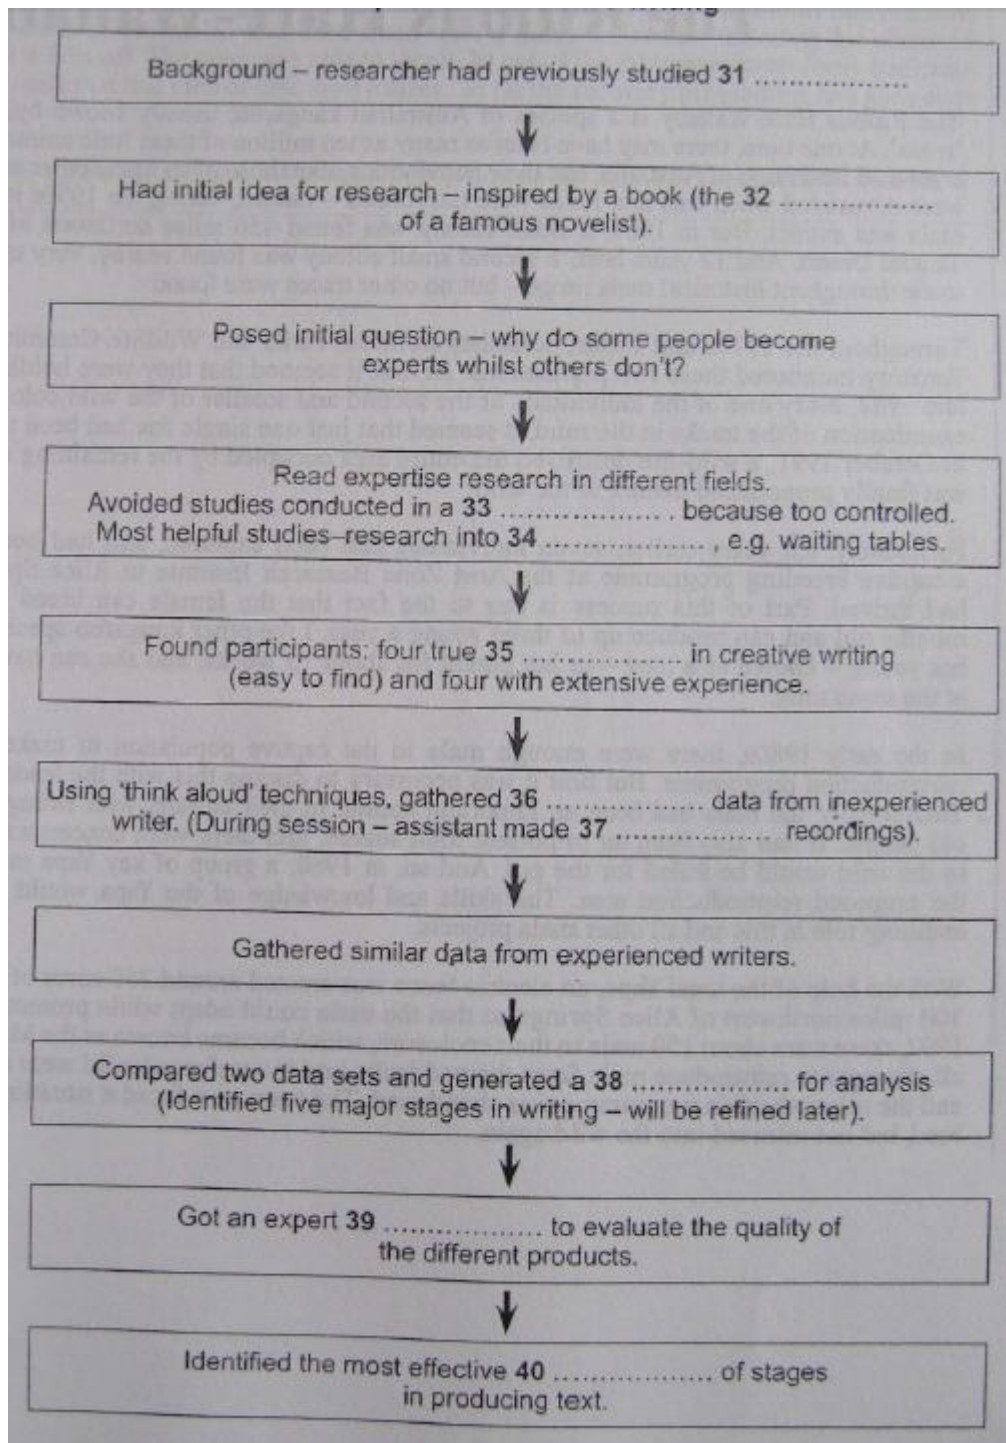 Background – researcher had previously studied 31 ..................
Had initial idea for research – inspired by a book (the 32 ..................
of a famous novelist).
Posed initial question – why do some people become
experts whilst others don't?
Read expertise research in different fields.
Avoided studies conducted in a 33 .................... because too controlled.
Most helpful studies–research into 34 ..................., e.g. waiting tables.
Found participants: four true 35 ................... in creative writing
(easy to find) and four with extensive experience.
Using 'think aloud' techniques, gathered 36 ................... data from inexperienced
writer. (During session – assistant made 37 ................... recordings).
Gathered similar data from experienced writers.
Compared two data sets and generated a 38 ................... for analysis
(Identified five major stages in writing – will be refined later).
Got an expert 39 ................... to evaluate the quality of
the different products.
Identified the most effective 40 ................... of stages
in producing text.